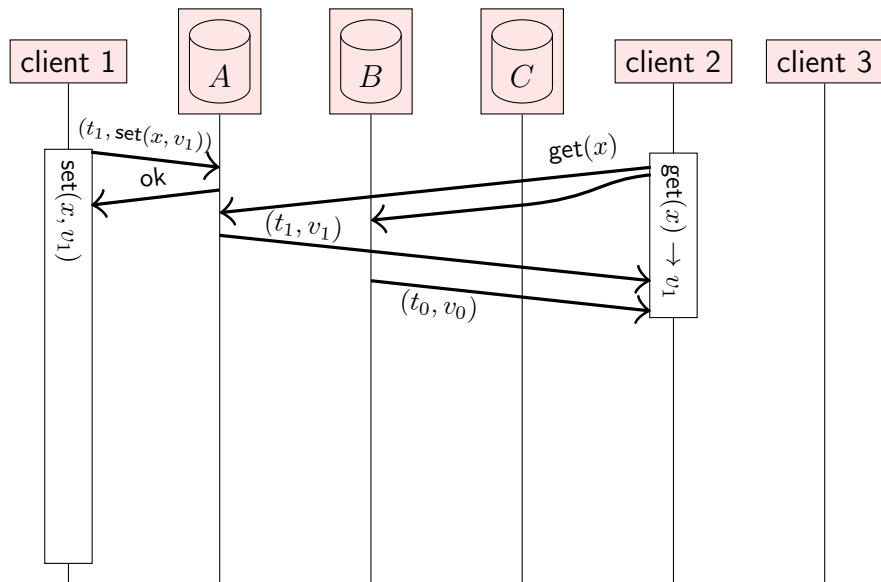 client 1
A
B
C
client 2
client 3
(t₁, set(x, v₁))
ok
set(x, v₁)
get(x)
get(x) → v₁
(t₁, v₁)
(t₀, v₀)